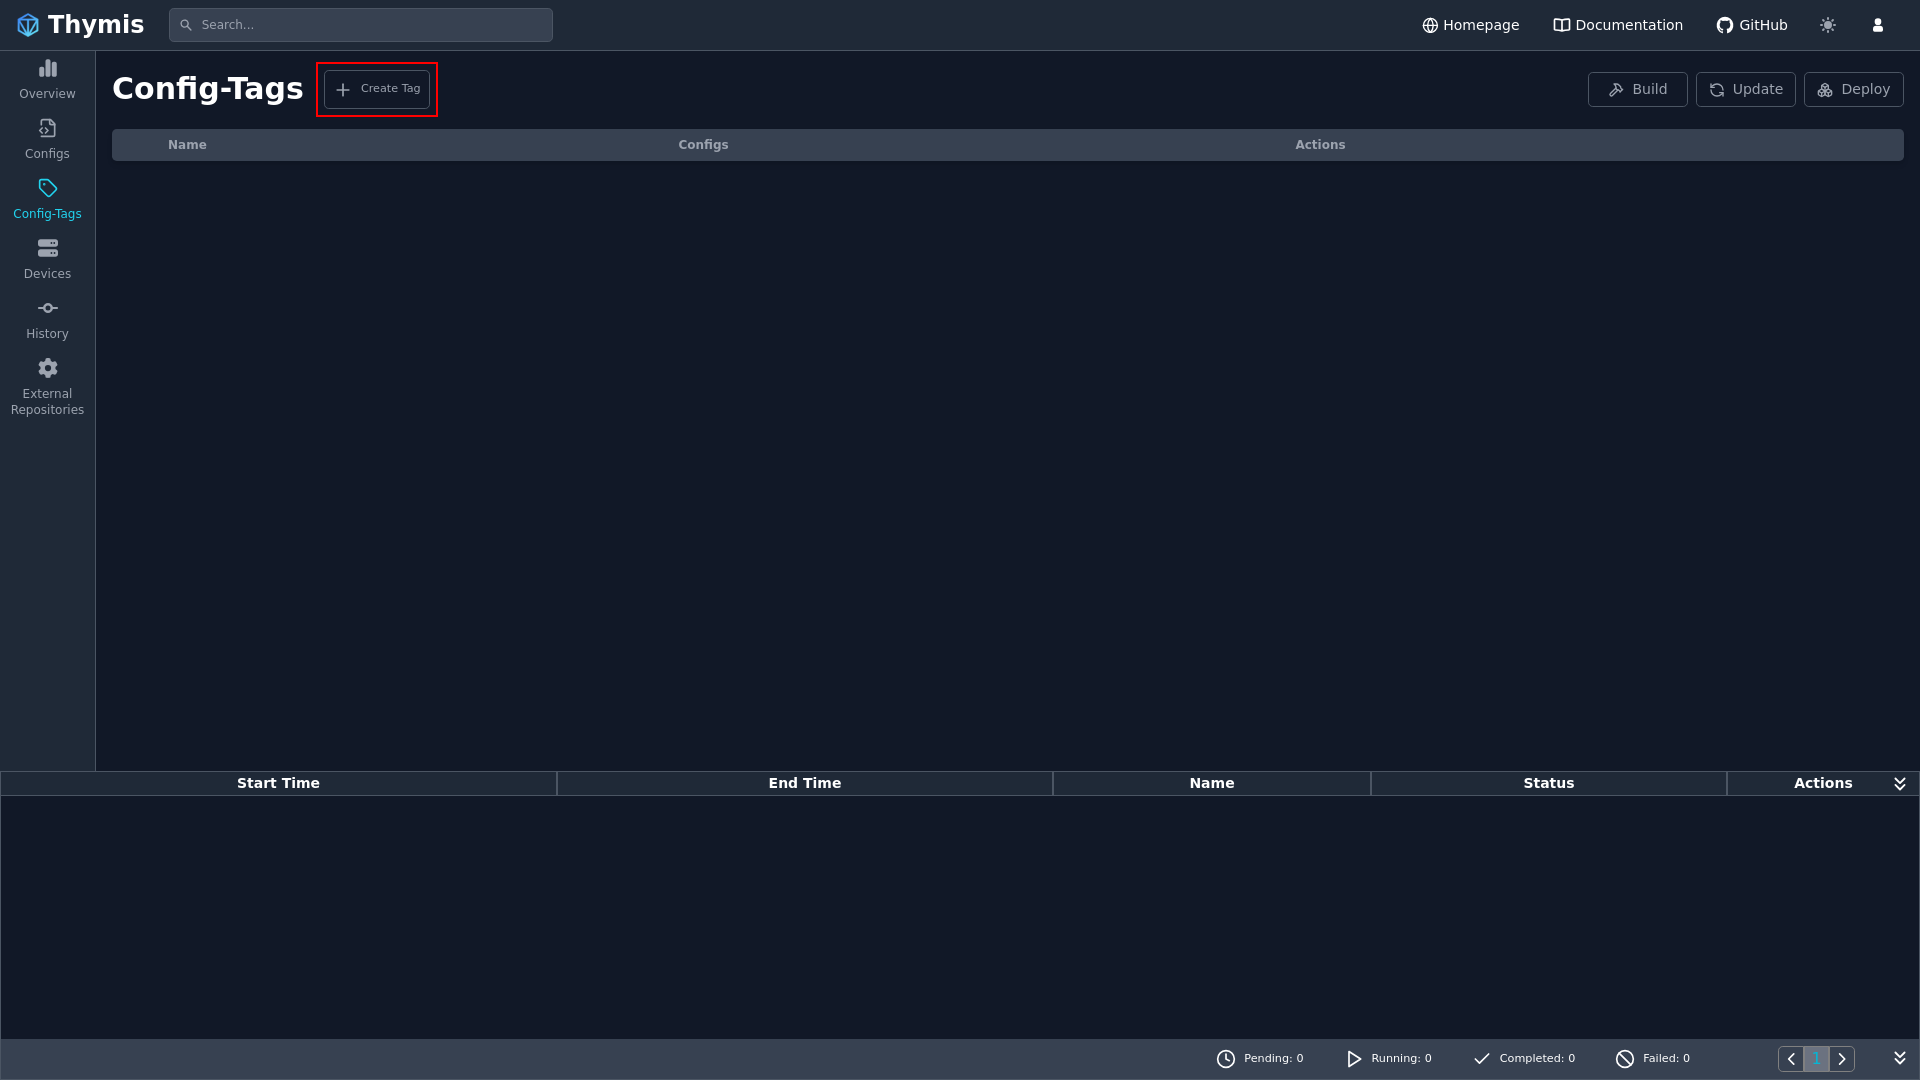 Thymis
Search...
Homepage
Documentation
GitHub
Overview
Configs
Config-Tags
Devices
History
External
Repositories
Config-Tags
Create Tag
Build
Update
Deploy
Name
Configs
Actions
Start Time
End Time
Name
Status
Actions
Pending: 0
Running: 0
Completed: 0
Failed: 0
1